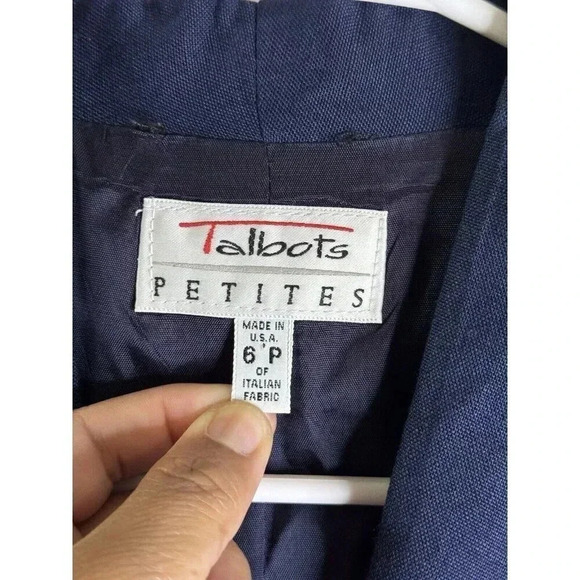 Talbots
PETITES
MADE IN
U.S.A.
6 P
OF
ITALIAN
FABRIC